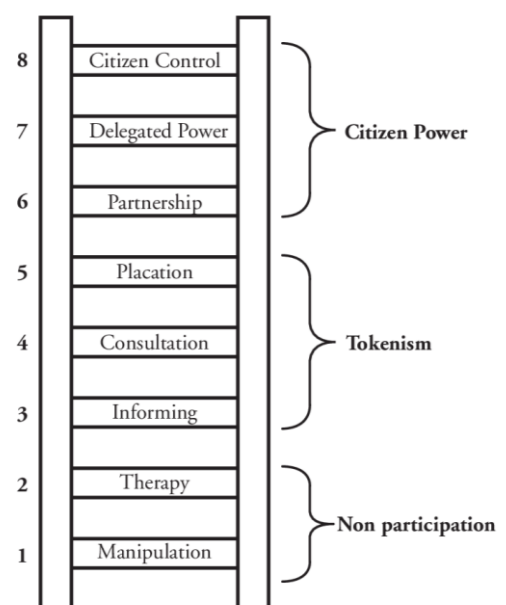 8 Citizen Control
7 Delegated Power
Citizen Power
6 Partnership
5 Placation
4 Consultation
Tokenism
3 Informing
2 Therapy
Non participation
1 Manipulation